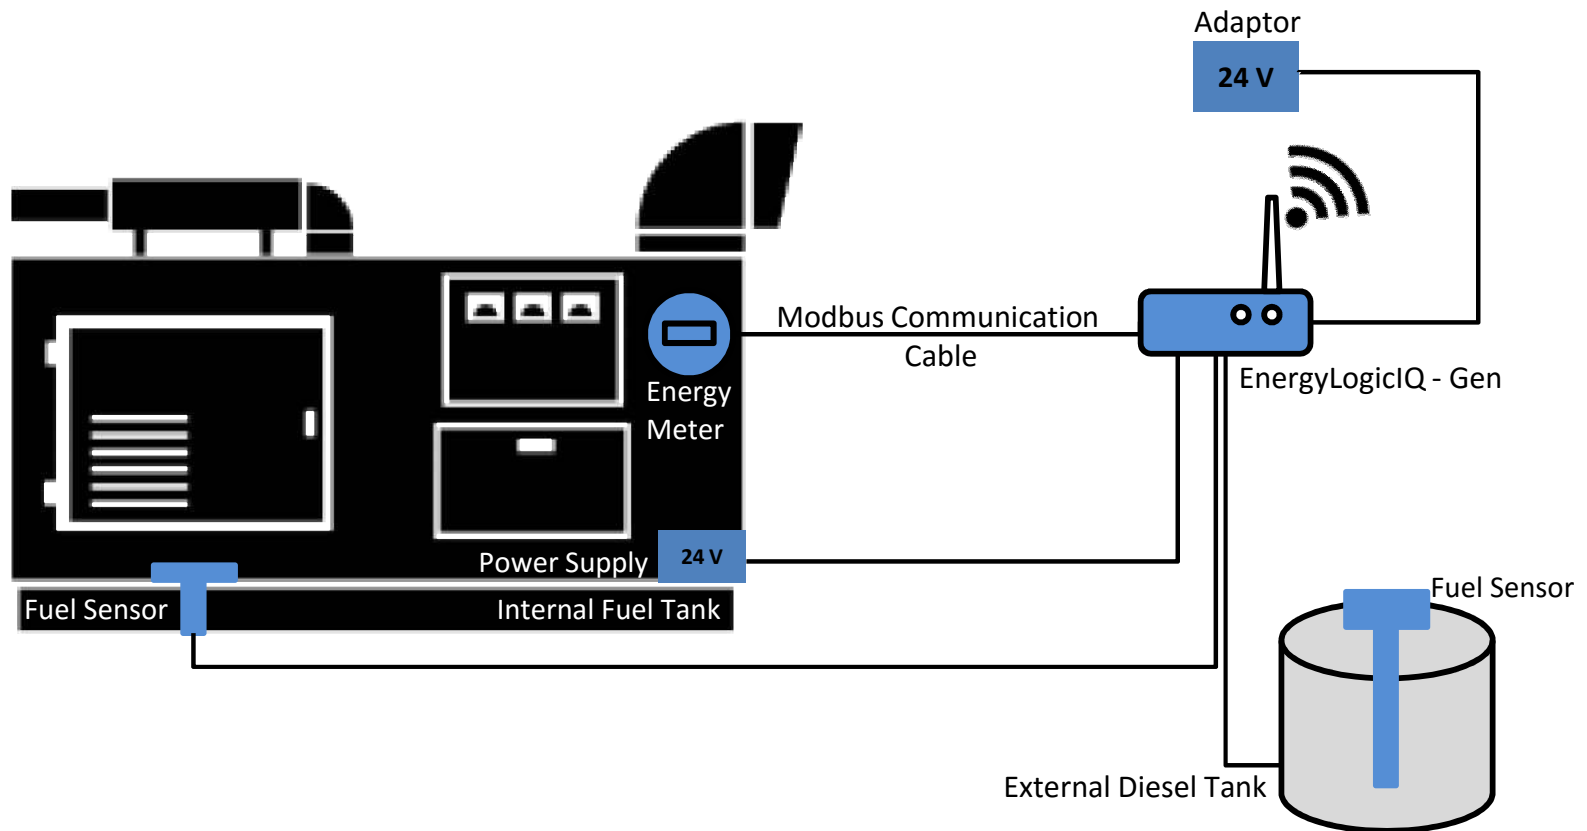 Adaptor
24 V
Modbus Communication
Cable
EnergyLogicIQ - Gen
Energy
Meter
Power Supply
24 V
Fuel Sensor
Internal Fuel Tank
Fuel Sensor
External Diesel Tank